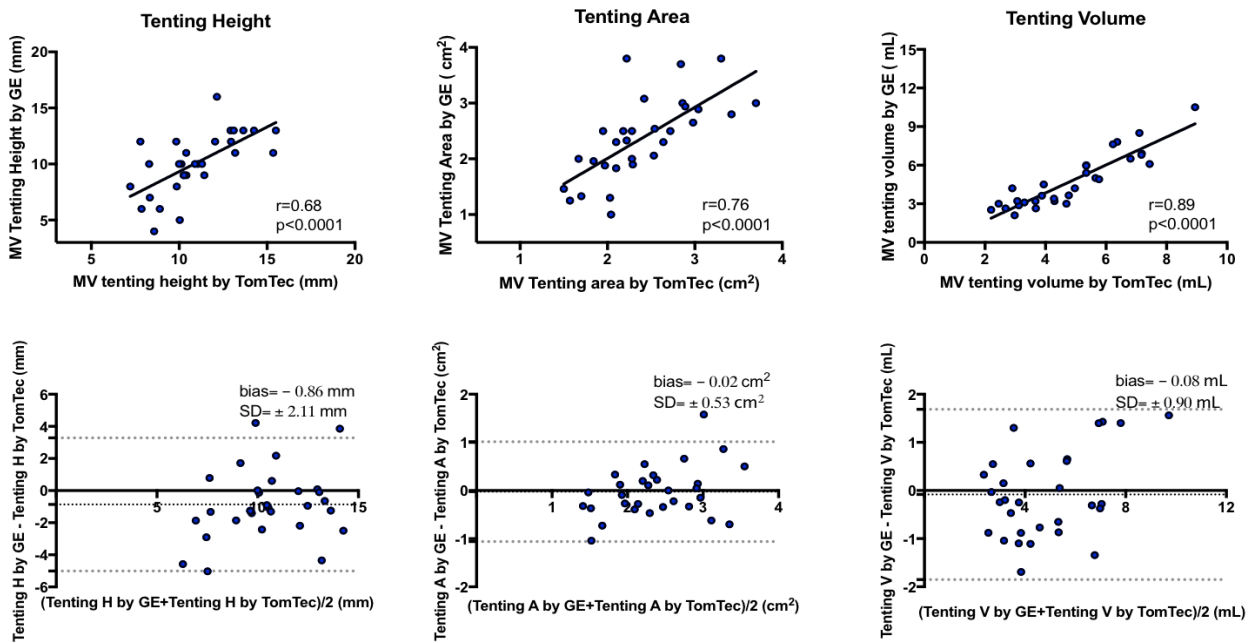 Tenting Height
MV Tenting Height by GE (mm)
20
15
10
5
r=0.68
p<0.0001
5
10
15
20
MV tenting height by TomTec (mm)
Tenting Area
MV Tenting Area by GE ( cm²)
4
3
2
1
r=0.76
p<0.0001
1
2
3
4
MV Tenting area by TomTec (cm²)
Tenting Volume
MV tenting volume by GE ( mL)
15
12
9
6
3
0
r=0.89
p<0.0001
0
2
4
6
8
10
MV tenting volume by TomTec (mL)
Tenting H by GE - Tenting H by TomTec (mm)
bias= − 0.86 mm
SD= ± 2.11 mm
6
4
2
0
-2
-4
-6
5
10
15
(Tenting H by GE+Tenting H by TomTec)/2 (mm)
Tenting A by GE - Tenting A by TomTec (cm²)
bias= − 0.02 cm²
SD= ± 0.53 cm²
2
1
0
-1
-2
1
2
3
4
(Tenting A by GE+Tenting A by TomTec)/2 (cm²)
Tenting V by GE - Tenting V by TomTec (mL)
bias= − 0.08 mL
SD= ± 0.90 mL
2
1
0
-1
-2
4
8
12
(Tenting V by GE+Tenting V by TomTec)/2 (mL)